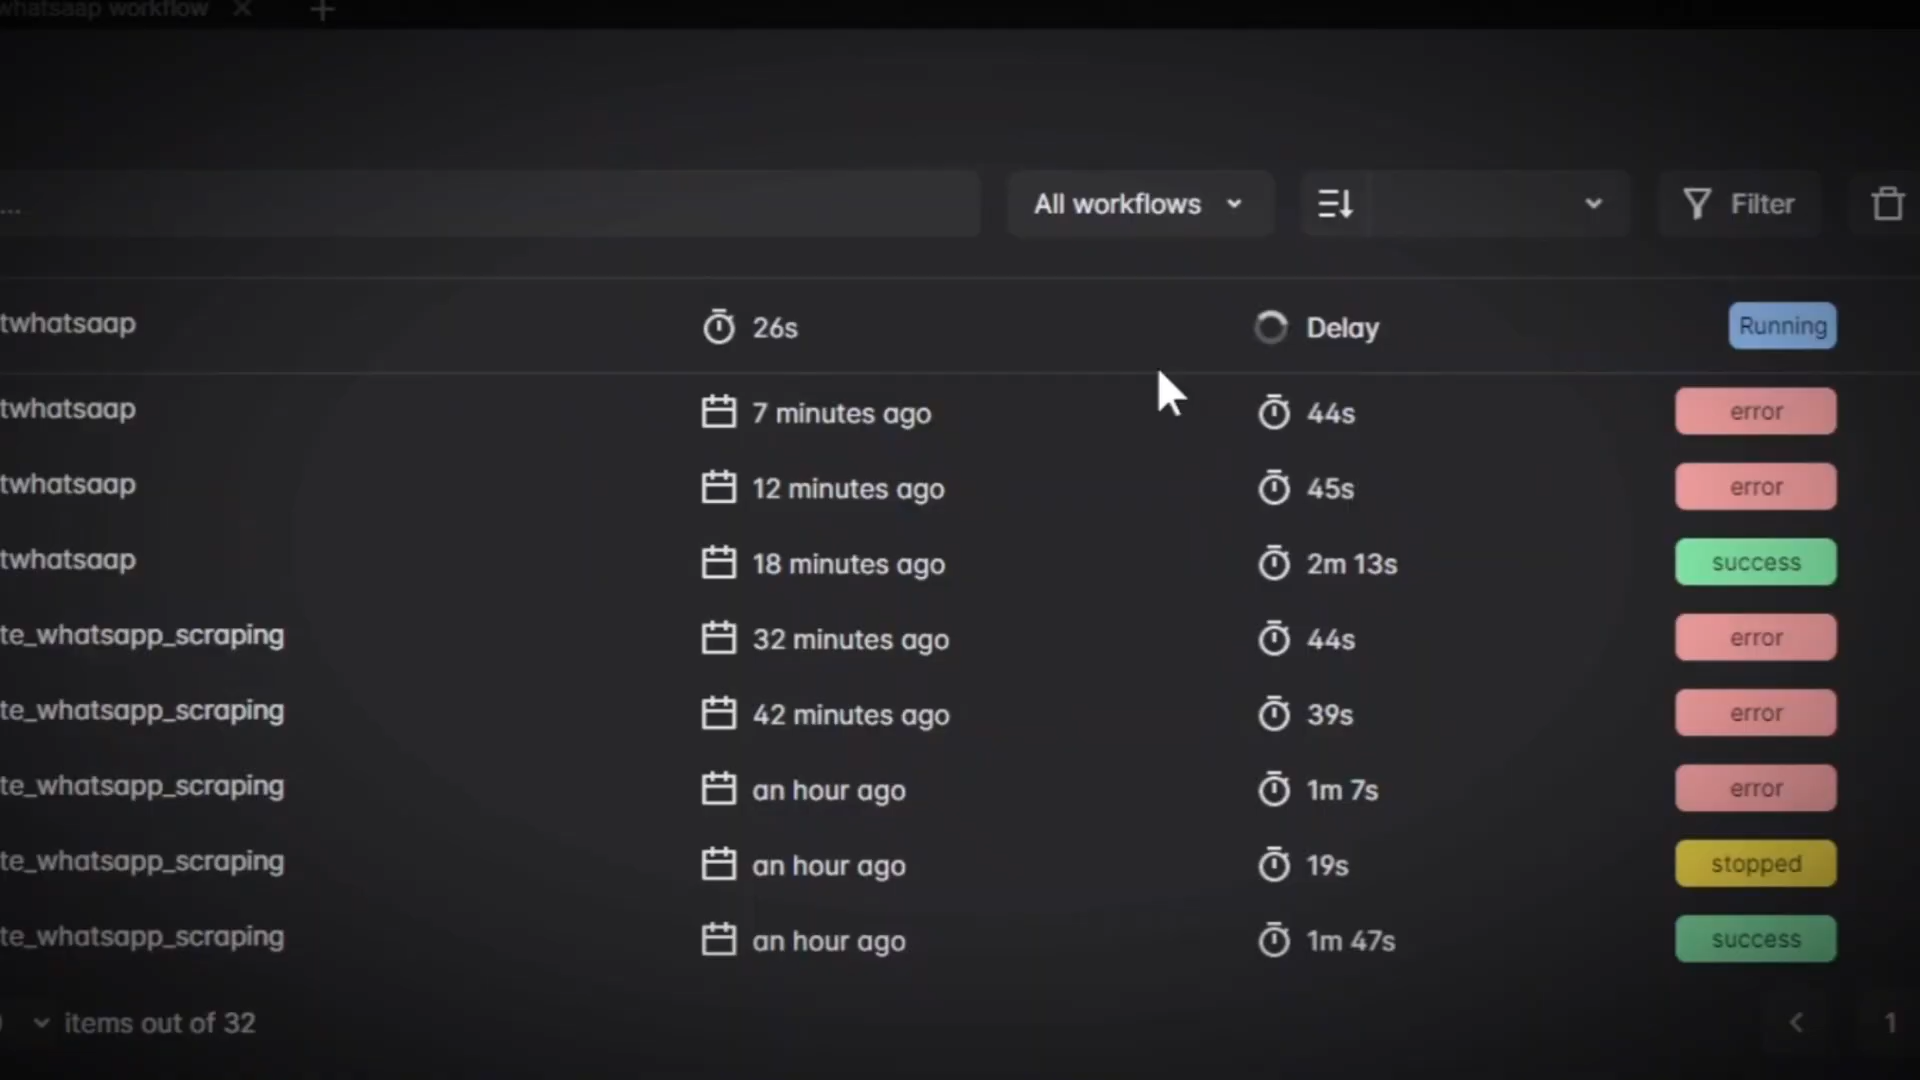 whatsaap workflow
...
All workflows
Filter
twhatsaap 26s Delay Running
twhatsaap 7 minutes ago 44s error
twhatsaap 12 minutes ago 45s error
twhatsaap 18 minutes ago 2m 13s success
te_whatsapp_scraping 32 minutes ago 44s error
te_whatsapp_scraping 42 minutes ago 39s error
te_whatsapp_scraping an hour ago 1m 7s error
te_whatsapp_scraping an hour ago 19s stopped
te_whatsapp_scraping an hour ago 1m 47s success
items out of 32
1